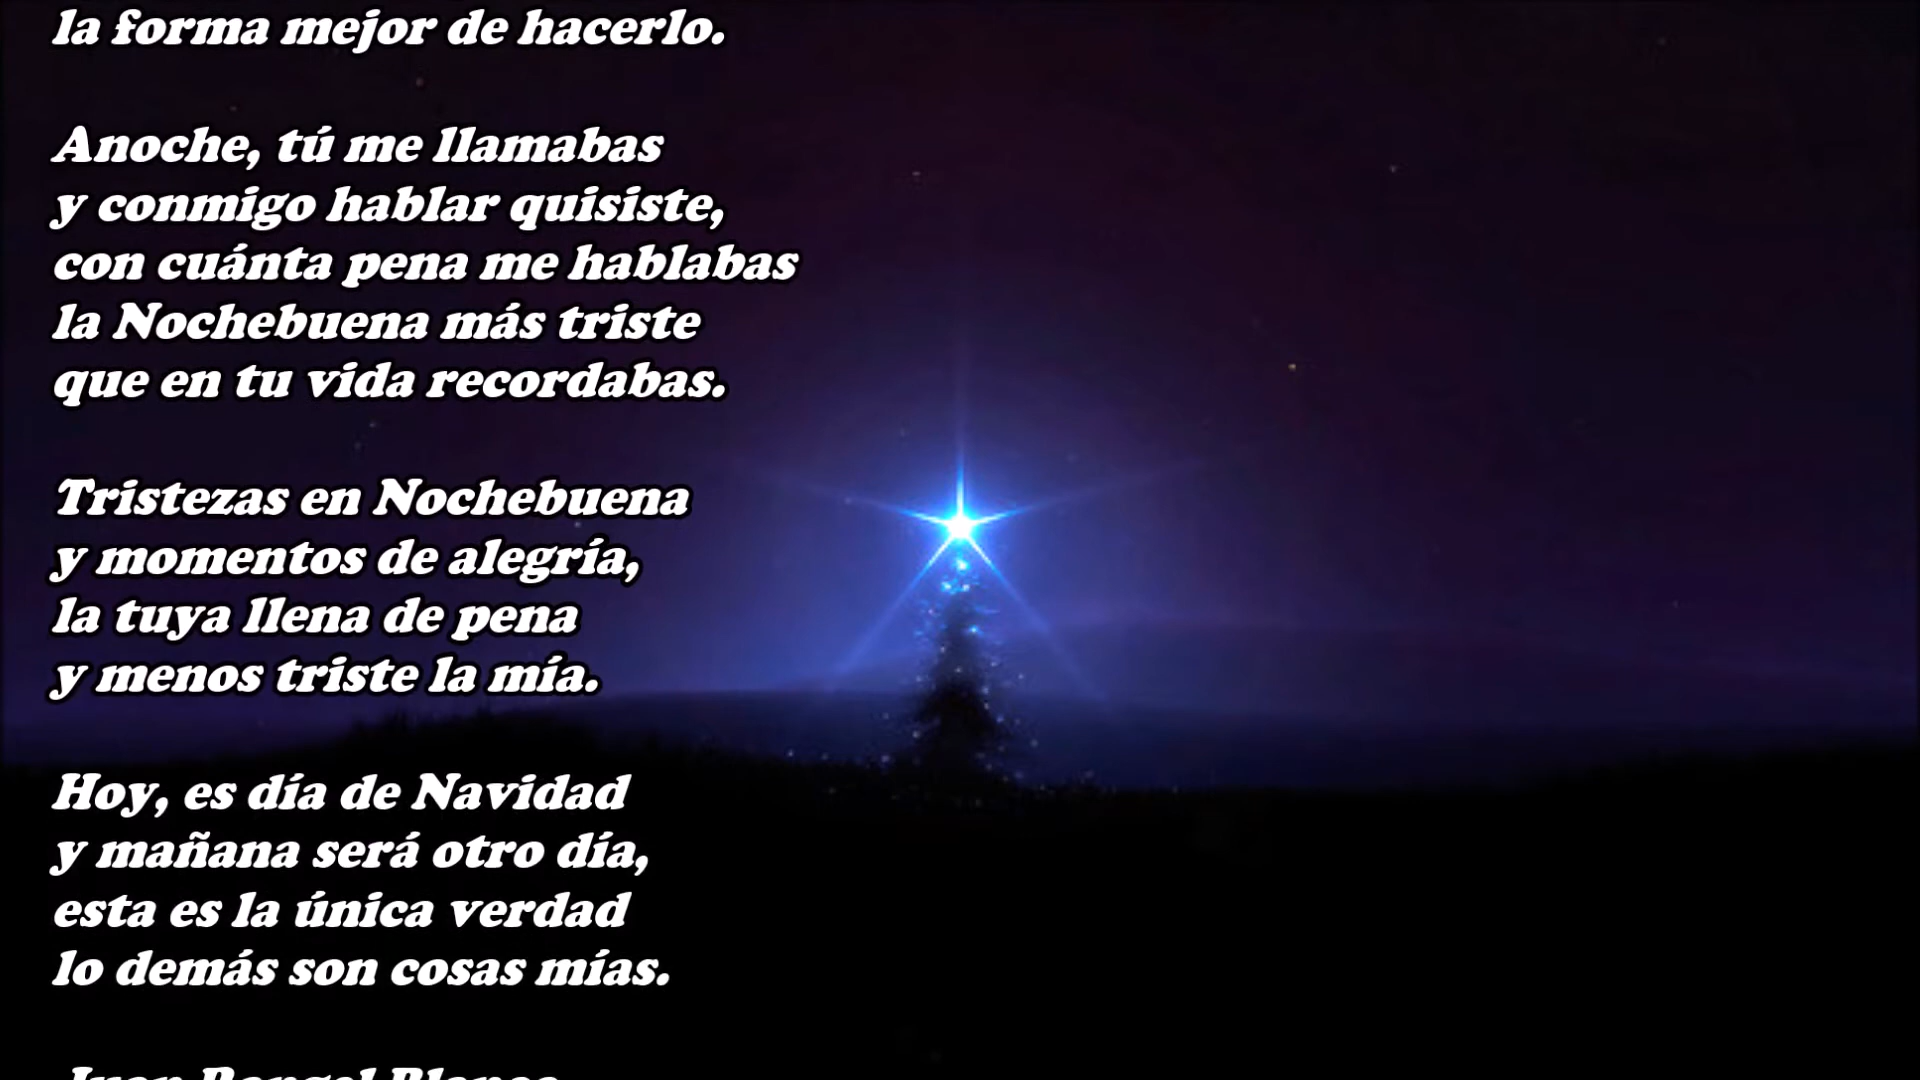 la forma mejor de hacerlo.
Anoche, tú me llamabas
y conmigo hablar quisiste,
con cuánta pena me hablabas
la Nochebuena más triste
que en tu vida recordabas.
Tristezas en Nochebuena
y momentos de alegría,
la tuya llena de pena
y menos triste la mía.
Hoy, es día de Navidad
y mañana será otro día,
esta es la única verdad
lo demás son cosas mías.
Juan Rangel Blanco